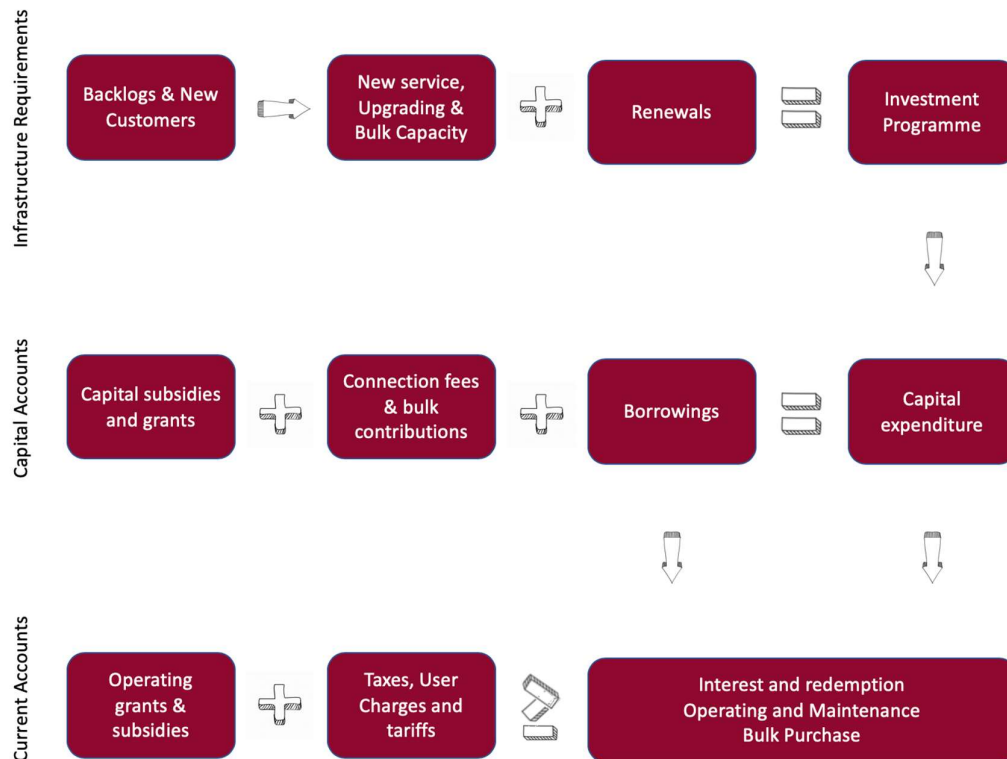 Infrastructure Requirements
Backlogs & New
Customers
New service,
Upgrading &
Bulk Capacity
Renewals
Investment
Programme
Capital Accounts
Capital subsidies
and grants
Connection fees
& bulk
contributions
Borrowings
Capital
expenditure
Current Accounts
Operating
grants &
subsidies
Taxes, User
Charges and
tariffs
Interest and redemption
Operating and Maintenance
Bulk Purchase